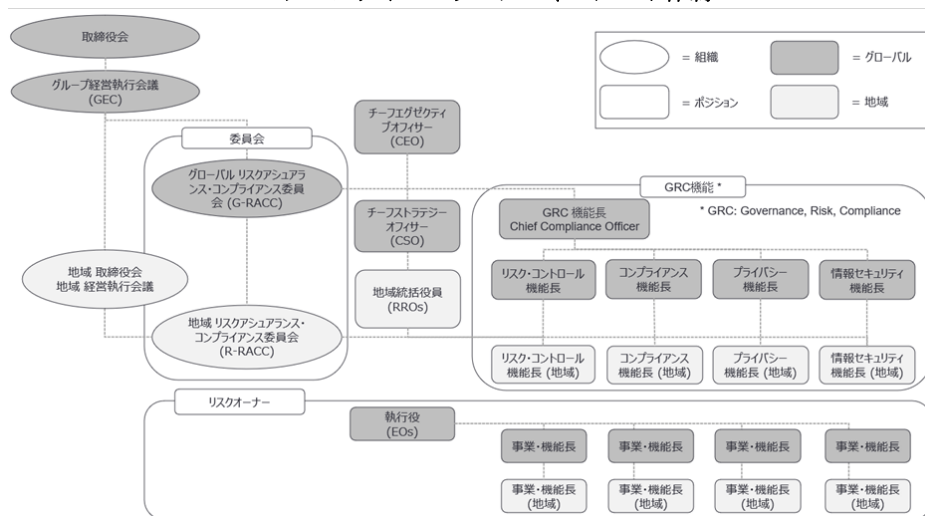 取締役会
グループ経営執行会議
(GEC)
= 組織
= グローバル
= ポジション
= 地域
委員会
チーフエグゼクティ
ブオフィサー
(CEO)
グローバル リスクアシュアラ
ンス・コンプライアンス委員
会 (G-RACC)
GRC機能 *
* GRC: Governance, Risk, Compliance
チーフストラテジー
オフィサー
(CSO)
GRC 機能長
Chief Compliance Officer
地域 取締役会
地域 経営執行会議
地域統括役員
(RROs)
リスク・コントロール
機能長
コンプライアンス
機能長
プライバシー
機能長
情報セキュリティ
機能長
地域 リスクアシュアランス・
コンプライアンス委員会
(R-RACC)
リスク・コントロール
機能長 (地域)
コンプライアンス
機能長 (地域)
プライバシー
機能長 (地域)
情報セキュリティ
機能長 (地域)
リスクオーナー
執行役
(EOs)
事業・機能長
事業・機能長
事業・機能長
事業・機能長
事業・機能長
(地域)
事業・機能長
(地域)
事業・機能長
(地域)
事業・機能長
(地域)